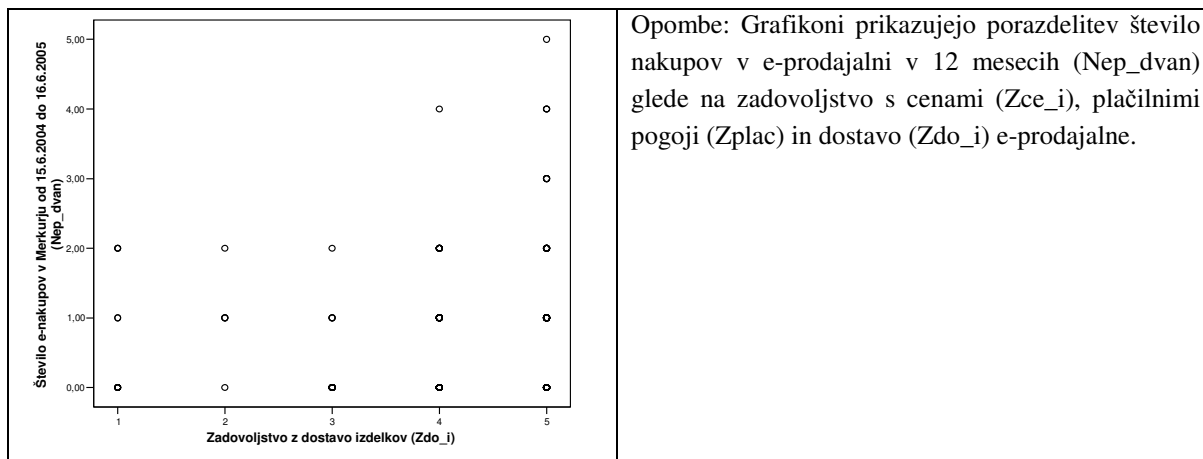 Število e-nakupov v Merkurju od 15.6.2004 do 16.6.2005
(Nep_dvan)
5,00
4,00
3,00
2,00
1,00
0,00
1 2 3 4 5
Zadovoljstvo z dostavo izdelkov (Zdo_i)
Opombe: Grafikoni prikazujejo porazdelitev število
nakupov v e-prodajalni v 12 mesecih (Nep_dvan)
glede na zadovoljstvo s cenami (Zce_i), plačilnimi
pogoji (Zplac) in dostavo (Zdo_i) e-prodajalne.